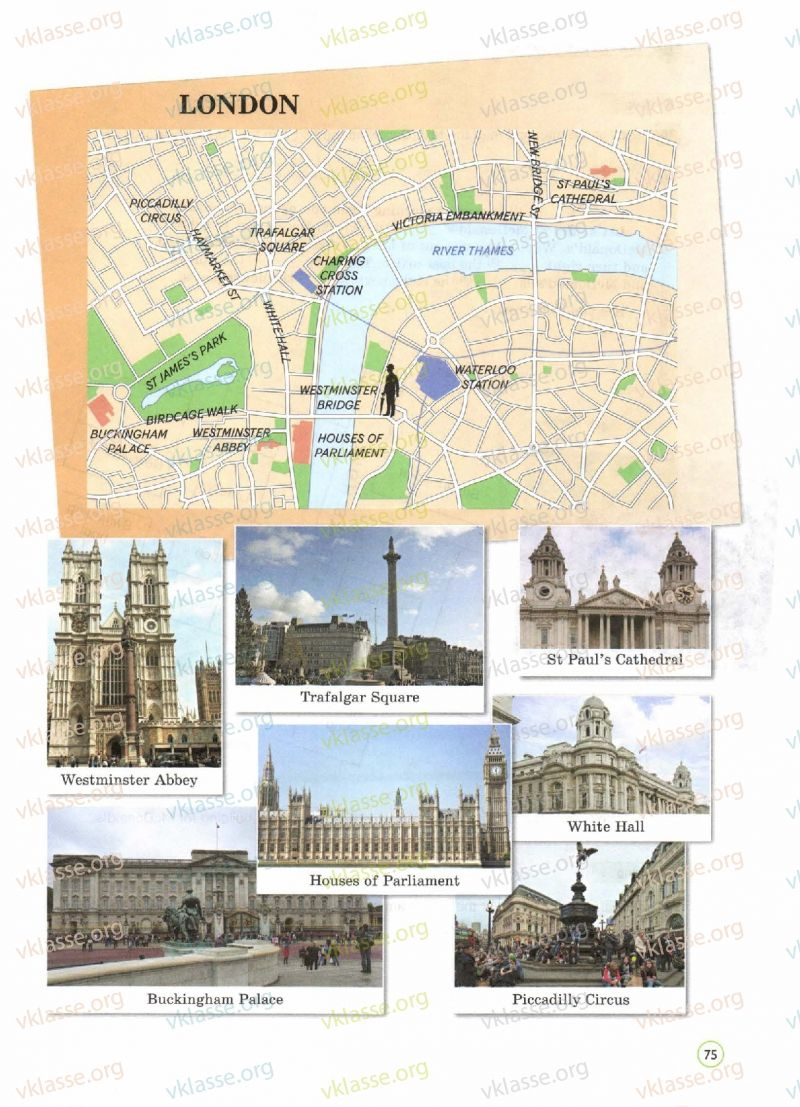 LONDON
PICCADILLY
CIRCUS
HAYMARKET ST
TRAFALGAR
SQUARE
CHARING
CROSS
STATION
VICTORIA EMBANKMENT
NEW BRIDGE ST
ST PAUL'S
CATHEDRAL
RIVER THAMES
WHITE HALL
ST JAMES'S PARK
WATERLOO
STATION
WESTMINSTER
BRIDGE
BIRDCAGE WALK
BUCKINGHAM
PALACE
WESTMINSTER
ABBEY
HOUSES OF
PARLIAMENT
St Paul's Cathedral
Trafalgar Square
Westminster Abbey
White Hall
Houses of Parliament
Buckingham Palace
Piccadilly Circus
75
vklasse.org